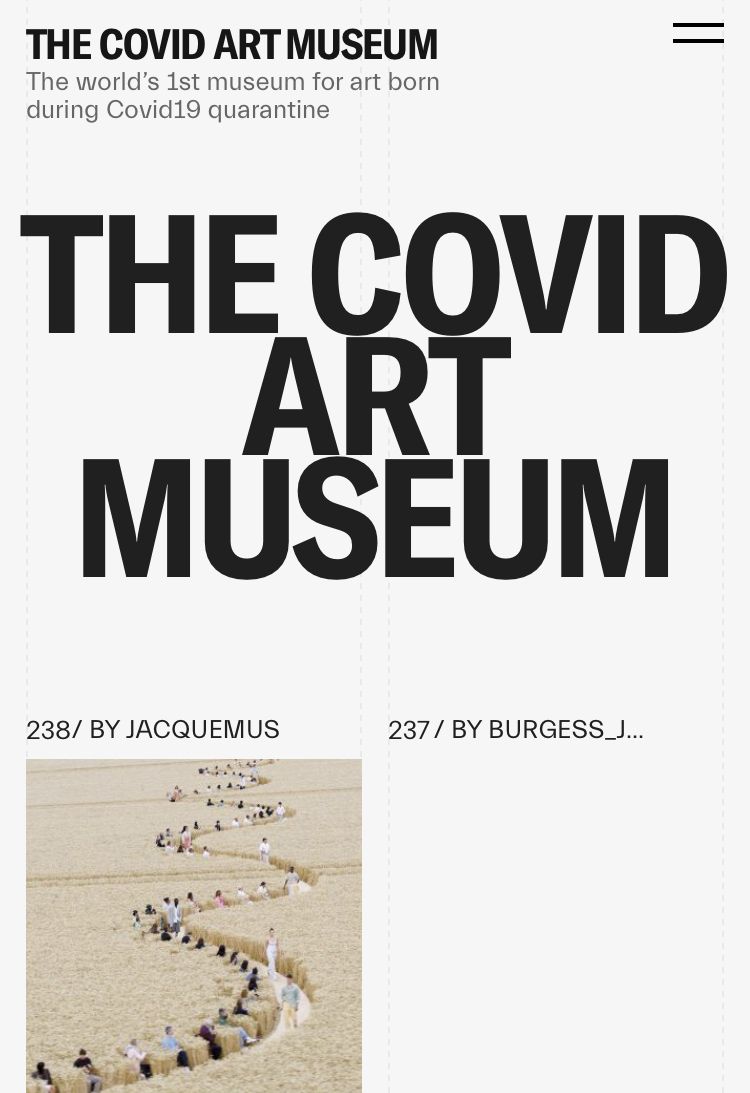 THE COVID ART MUSEUM
The world's 1st museum for art born
during Covid19 quarantine
THE COVID
ART
MUSEUM
238/ BY JACQUEMUS
237 / BY BURGESS_J...